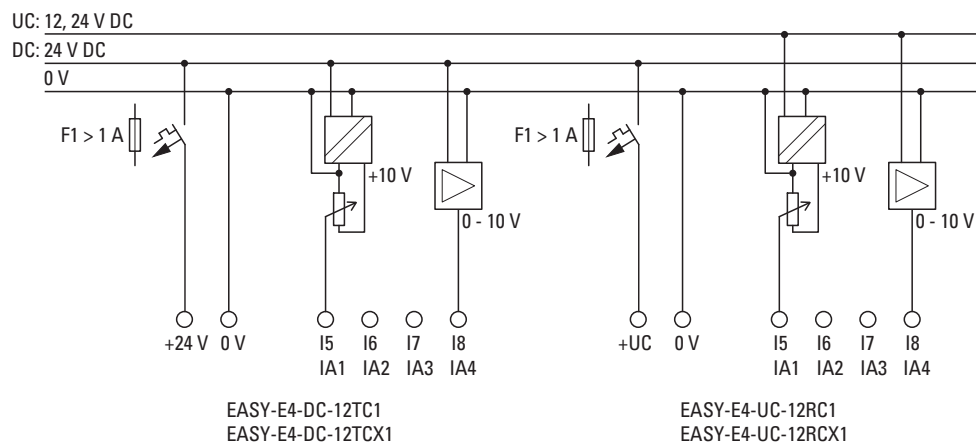 UC: 12, 24 V DC
DC: 24 V DC
0 V
F1 > 1 A
+10 V
0 - 10 V
F1 > 1 A
+10 V
0 - 10 V
+24 V 0 V I5 I6 I7 I8
IA1 IA2 IA3 IA4
+UC 0 V I5 I6 I7 I8
IA1 IA2 IA3 IA4
EASY-E4-DC-12TC1
EASY-E4-DC-12TCX1
EASY-E4-UC-12RC1
EASY-E4-UC-12RCX1